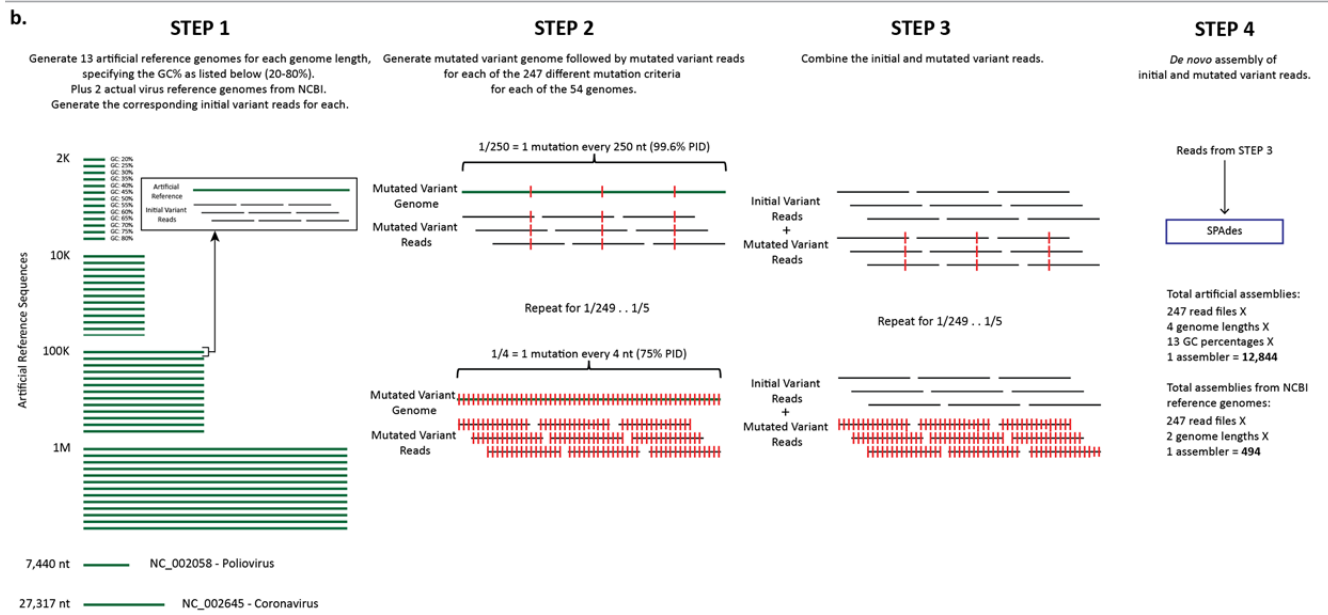 b.
STEP 1
Generate 13 artificial reference genomes for each genome length,
specifying the GC% as listed below (20-80%).
Plus 2 actual virus reference genomes from NCBI.
Generate the corresponding initial variant reads for each.
Artificial Reference Sequences
2K
GC: 20%
GC: 25%
GC: 30%
GC: 35%
GC: 40%
GC: 45%
GC: 50%
GC: 55%
GC: 60%
GC: 65%
GC: 70%
GC: 75%
GC: 80%
Artificial
Reference
Initial Variant
Reads
10K
100K
1M
7,440 nt
NC_002058 - Poliovirus
27,317 nt
NC_002645 - Coronavirus
STEP 2
Generate mutated variant genome followed by mutated variant reads
for each of the 247 different mutation criteria
for each of the 54 genomes.
1/250 = 1 mutation every 250 nt (99.6% PID)
Mutated Variant
Genome
Mutated Variant
Reads
Repeat for 1/249 . . 1/5
1/4 = 1 mutation every 4 nt (75% PID)
Mutated Variant
Genome
Mutated Variant
Reads
STEP 3
Combine the initial and mutated variant reads.
Initial Variant
Reads
+
Mutated Variant
Reads
Repeat for 1/249 . . 1/5
Initial Variant
Reads
+
Mutated Variant
Reads
STEP 4
De novo assembly of
initial and mutated variant reads.
Reads from STEP 3
SPAdes
Total artificial assemblies:
247 read files X
4 genome lengths X
13 GC percentages X
1 assembler = 12,844
Total assemblies from NCBI
reference genomes:
247 read files X
2 genome lengths X
1 assembler = 494